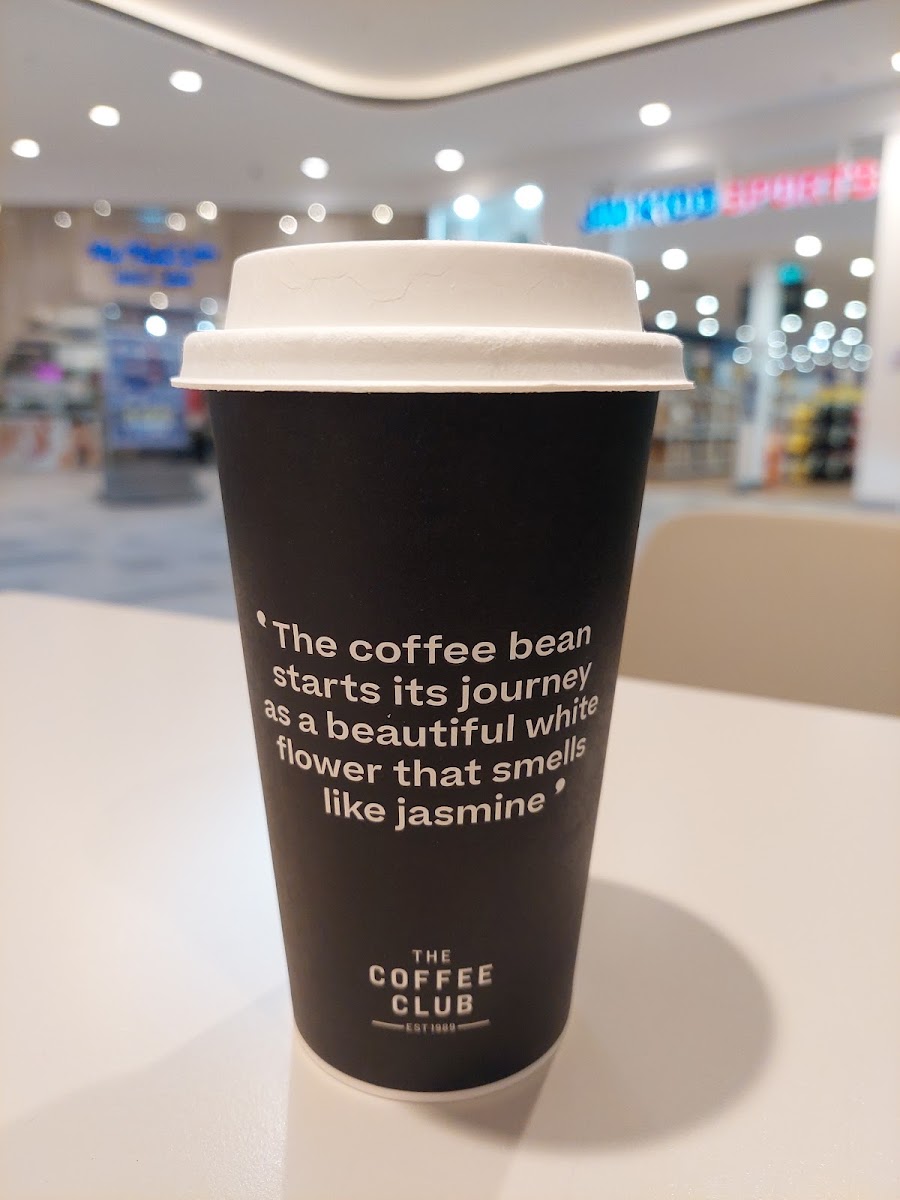 SPORTS
‘The coffee bean
starts its journey
as a beautiful white
flower that smells
like jasmine’
THE
COFFEE
CLUB
EST 1989